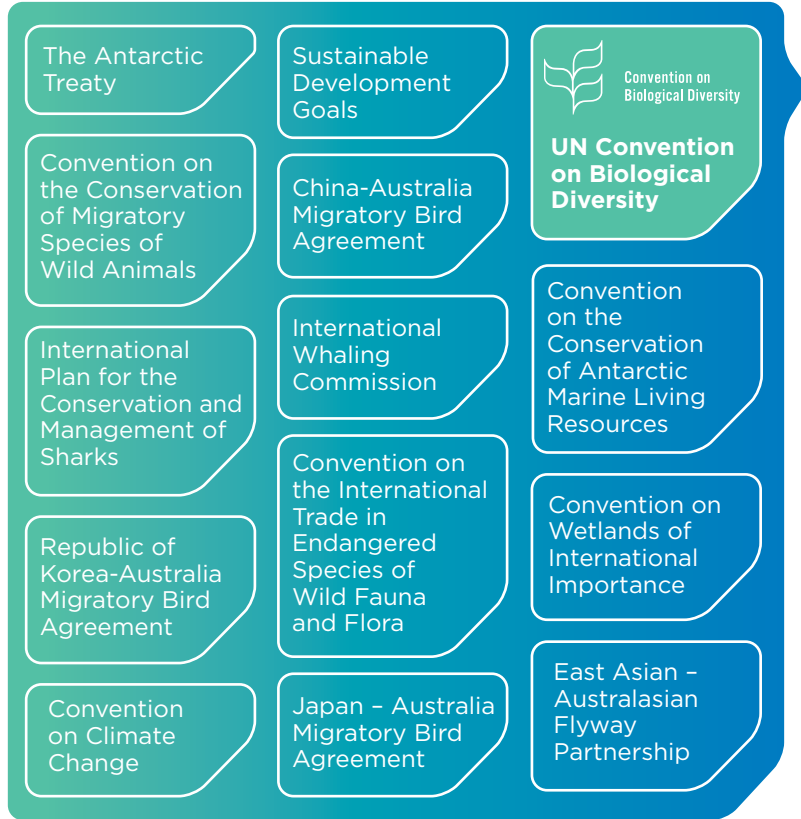 The Antarctic
Treaty
Convention on
the Conservation
of Migratory
Species of
Wild Animals
International
Plan for the
Conservation and
Management of
Sharks
Republic of
Korea-Australia
Migratory Bird
Agreement
Convention
on Climate
Change
Sustainable
Development
Goals
China-Australia
Migratory Bird
Agreement
International
Whaling
Commission
Convention on
the International
Trade in
Endangered
Species of
Wild Fauna
and Flora
Japan – Australia
Migratory Bird
Agreement
Convention on
Biological Diversity
UN Convention
on Biological
Diversity
Convention
on the
Conservation
of Antarctic
Marine Living
Resources
Convention on
Wetlands of
International
Importance
East Asian –
Australasian
Flyway
Partnership